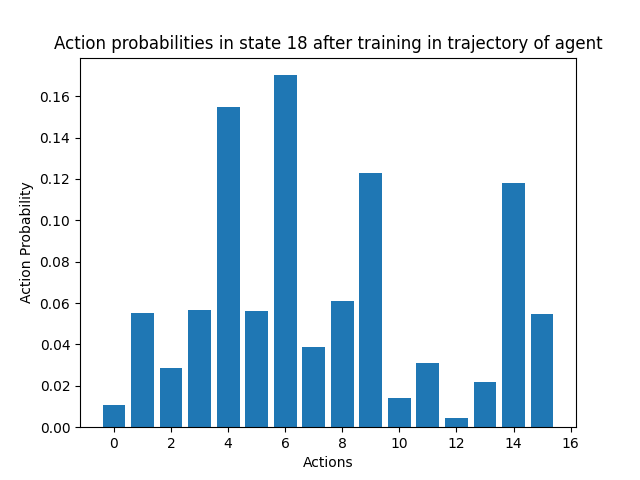 Action probabilities in state 18 after training in trajectory of agent
0.16
0.14
0.12
0.10
0.08
0.06
0.04
0.02
0.00
Action Probability
0 2 4 6 8 10 12 14 16
Actions